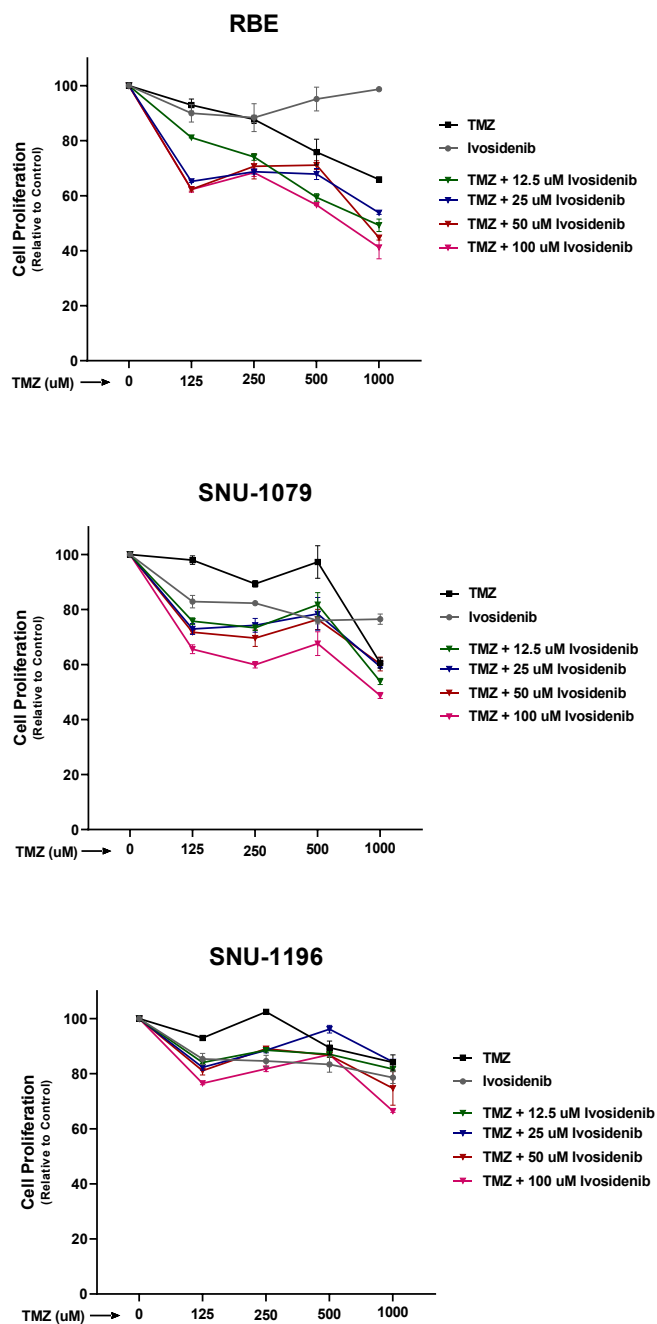 RBE
100
80
60
40
20
0
Cell Proliferation
(Relative to Control)
TMZ (uM)
0 125 250 500 1000
TMZ
Ivosidenib
TMZ + 12.5 uM Ivosidenib
TMZ + 25 uM Ivosidenib
TMZ + 50 uM Ivosidenib
TMZ + 100 uM Ivosidenib
SNU-1079
100
80
60
40
20
0
Cell Proliferation
(Relative to Control)
TMZ (uM)
0 125 250 500 1000
TMZ
Ivosidenib
TMZ + 12.5 uM Ivosidenib
TMZ + 25 uM Ivosidenib
TMZ + 50 uM Ivosidenib
TMZ + 100 uM Ivosidenib
SNU-1196
100
80
60
40
20
0
Cell Proliferation
(Relative to Control)
TMZ (uM)
0 125 250 500 1000
TMZ
Ivosidenib
TMZ + 12.5 uM Ivosidenib
TMZ + 25 uM Ivosidenib
TMZ + 50 uM Ivosidenib
TMZ + 100 uM Ivosidenib